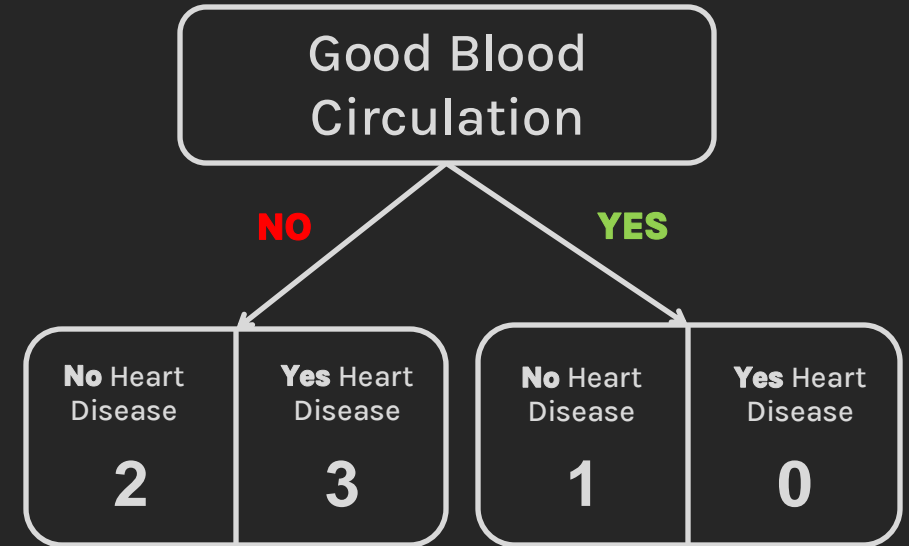 Good Blood
Circulation
NO
YES
No Heart
Disease
2
Yes Heart
Disease
3
No Heart
Disease
1
Yes Heart
Disease
0